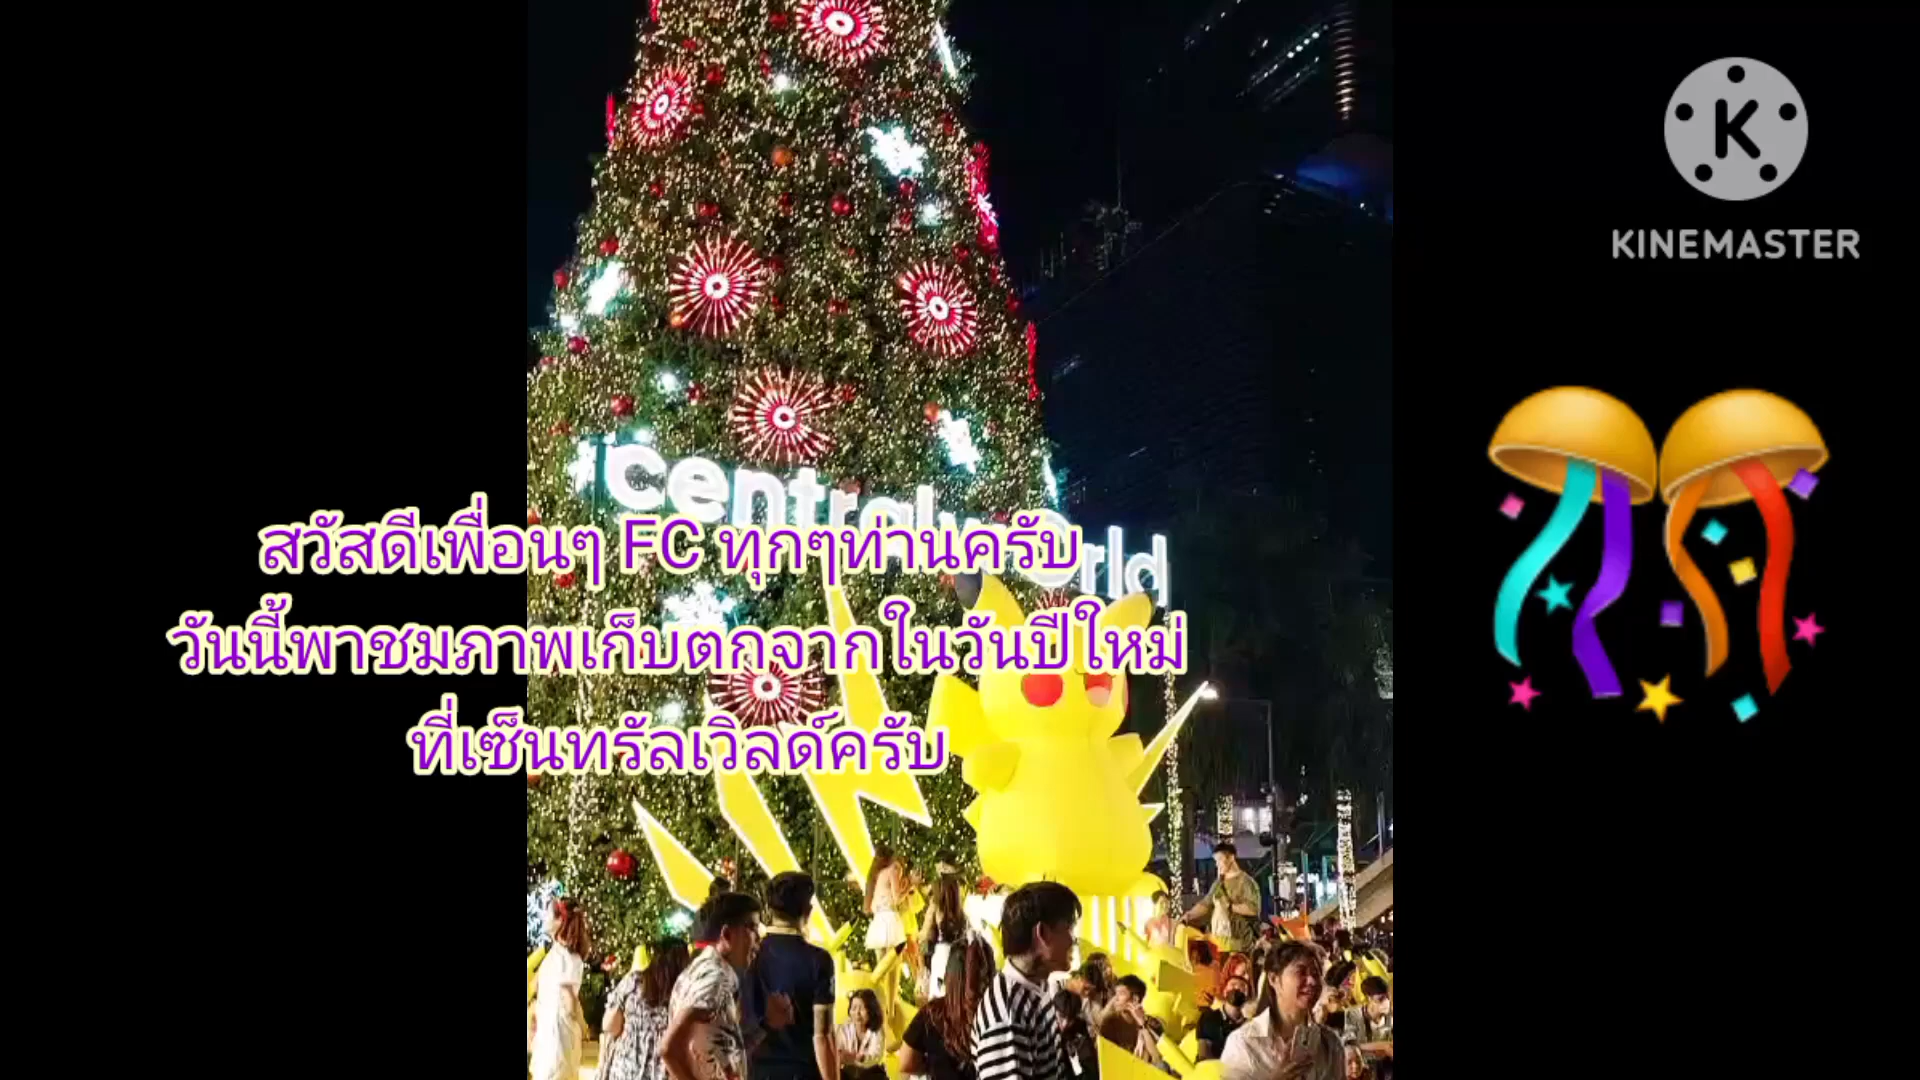 K
KINEMASTER
centralworld
สวัสดีเพื่อนๆ FC ทุกๆท่านครับ
วันนี้พาชมภาพเก็บตกจากในวันปีใหม่
ที่เซ็นทรัลเวิลด์ครับ